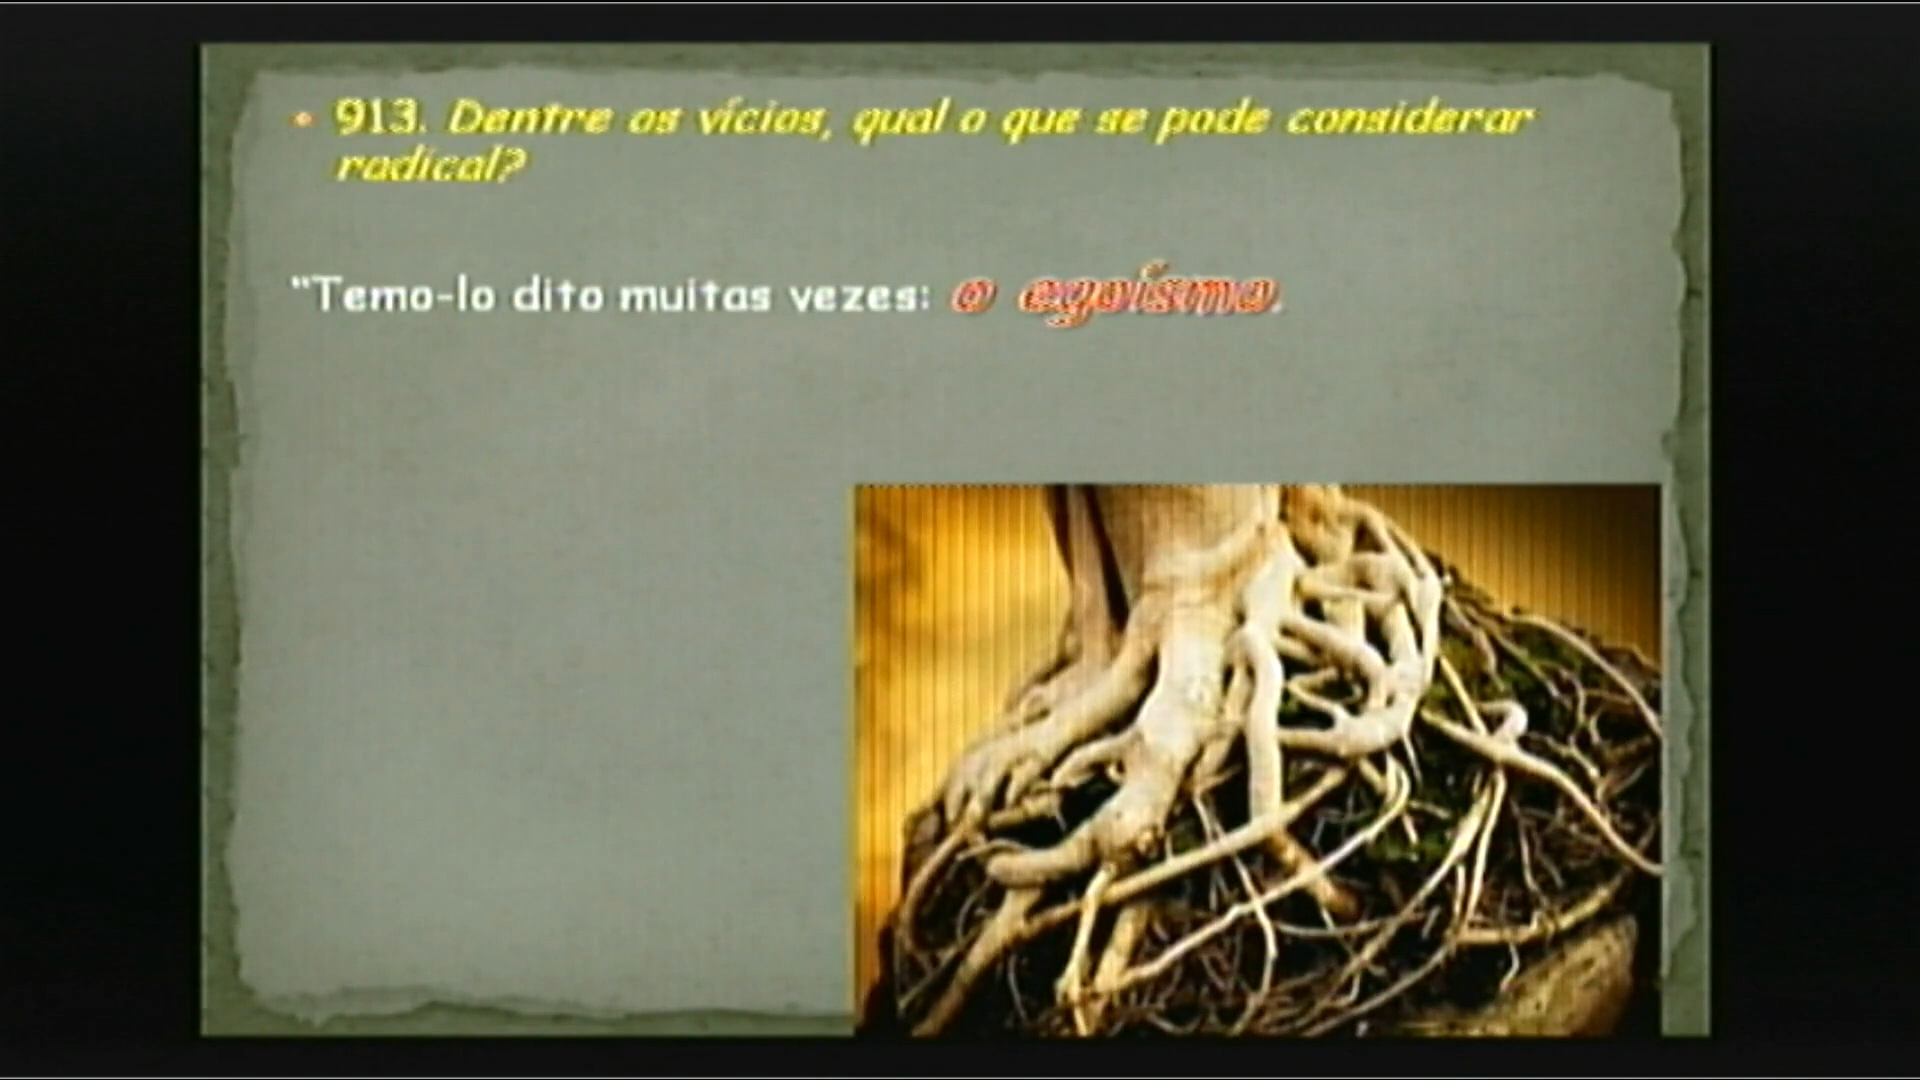 • 913. Dentre os vícios, qual o que se pode considerar
radical?
“Temo-lo dito muitas vezes: o egoísmo.